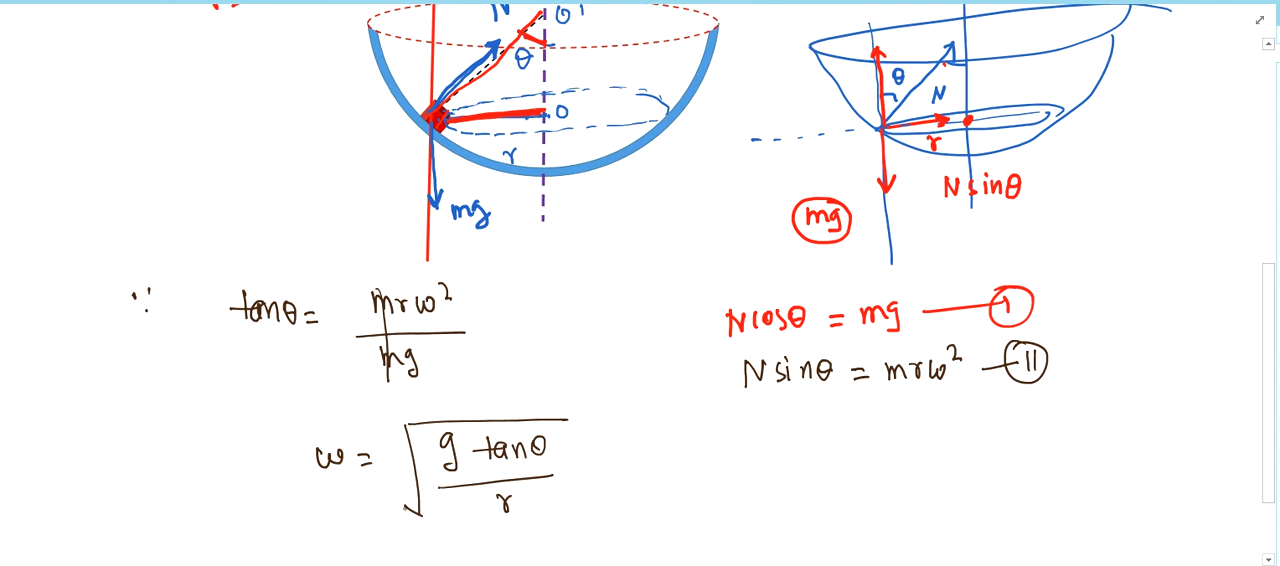 N O'
θ
O
r
mg
θ
N
r
N sinθ
mg
∵ tanθ = mrω² / mg
ω = √(g tanθ / r)
N cosθ = mg — I
N sinθ = mrω² — II